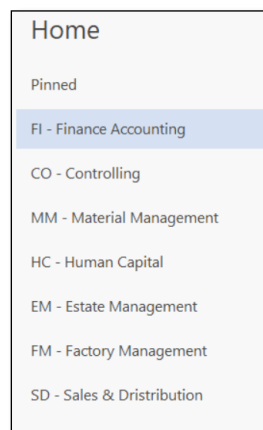 Home
Pinned
FI - Finance Accounting
CO - Controlling
MM - Material Management
HC - Human Capital
EM - Estate Management
FM - Factory Management
SD - Sales & Dristribution